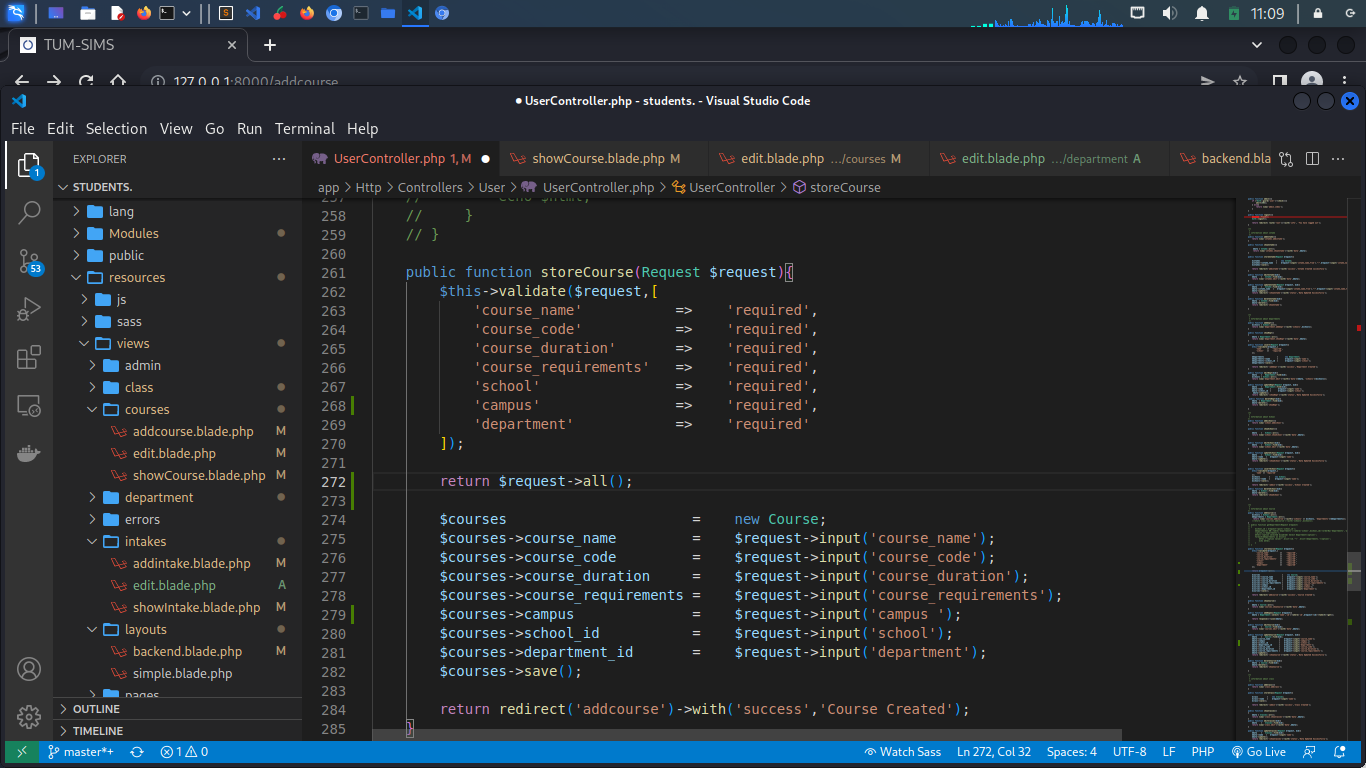 11:09
TUM-SIMS
127.0.0.1:8000/addcourse
UserController.php - students. - Visual Studio Code
File Edit Selection View Go Run Terminal Help
EXPLORER
STUDENTS.
lang
Modules
public
resources
js
sass
views
admin
class
courses
addcourse.blade.php M
edit.blade.php M
showCourse.blade.php M
department
errors
intakes
addintake.blade.php M
edit.blade.php A
showIntake.blade.php M
layouts
backend.blade.php M
simple.blade.php
pages
OUTLINE
TIMELINE
1
53
UserController.php 1, M
showCourse.blade.php M
edit.blade.php .../courses M
edit.blade.php .../department A
backend.bla
app > Http > Controllers > User > UserController.php > UserController > storeCourse
257 // echo $html;
258 // }
259 // }
260
261 public function storeCourse(Request $request){
262 $this->validate($request,[
263 'course_name' => 'required',
264 'course_code' => 'required',
265 'course_duration' => 'required',
266 'course_requirements' => 'required',
267 'school' => 'required',
268 'campus' => 'required',
269 'department' => 'required'
270 ]);
271
272 return $request->all();
273
274 $courses = new Course;
275 $courses->course_name = $request->input('course_name');
276 $courses->course_code = $request->input('course_code');
277 $courses->course_duration = $request->input('course_duration');
278 $courses->course_requirements = $request->input('course_requirements');
279 $courses->campus = $request->input('campus ');
280 $courses->school_id = $request->input('school');
281 $courses->department_id = $request->input('department');
282 $courses->save();
283
284 return redirect('addcourse')->with('success','Course Created');
285 }
master*+ 1 0 Watch Sass Ln 272, Col 32 Spaces: 4 UTF-8 LF PHP Go Live